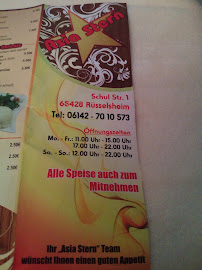 Asia Stern
Schul Str. 1
65428 Rüsselsheim
Tel: 06142 - 70 10 573
Öffnungszeiten
Mo. - Fr.: 11.00 Uhr - 15.00 Uhr
17.00 Uhr - 22.00 Uhr
Sa. - So.: 12.00 Uhr - 22.00 Uhr
Alle Speise auch zum
Mitnehmen
Ihr „Asia Stern" Team
wünscht Ihnen einen guten Appetit